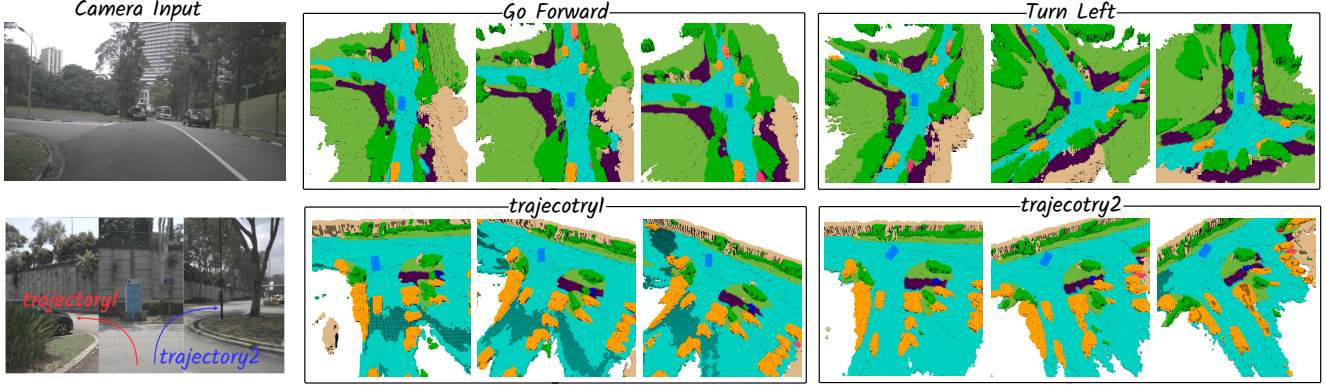 Camera Input
Go Forward
Turn Left
trajecotry1
trajecotry2
trajectory1
trajectory2